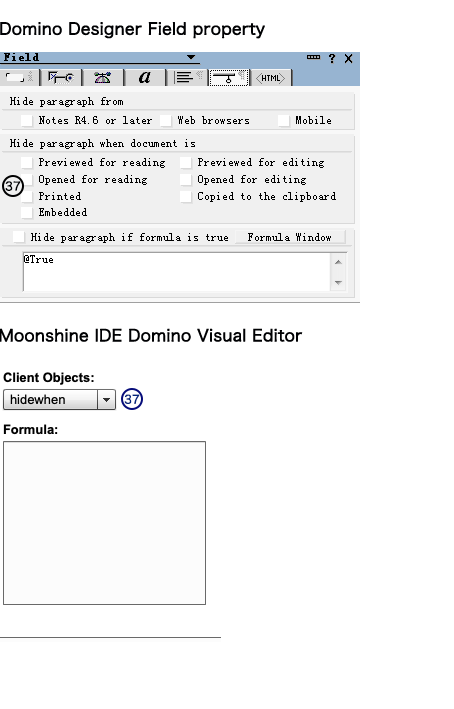 Domino Designer Field property
Field
? X
a
<HTML>
Hide paragraph from
Notes R4.6 or later Web browsers Mobile
Hide paragraph when document is
Previewed for reading Previewed for editing
37 Opened for reading Opened for editing
Printed Copied to the clipboard
Embedded
Hide paragraph if formula is true Formula Window
@True
Moonshine IDE Domino Visual Editor
Client Objects:
hidewhen 37
Formula: